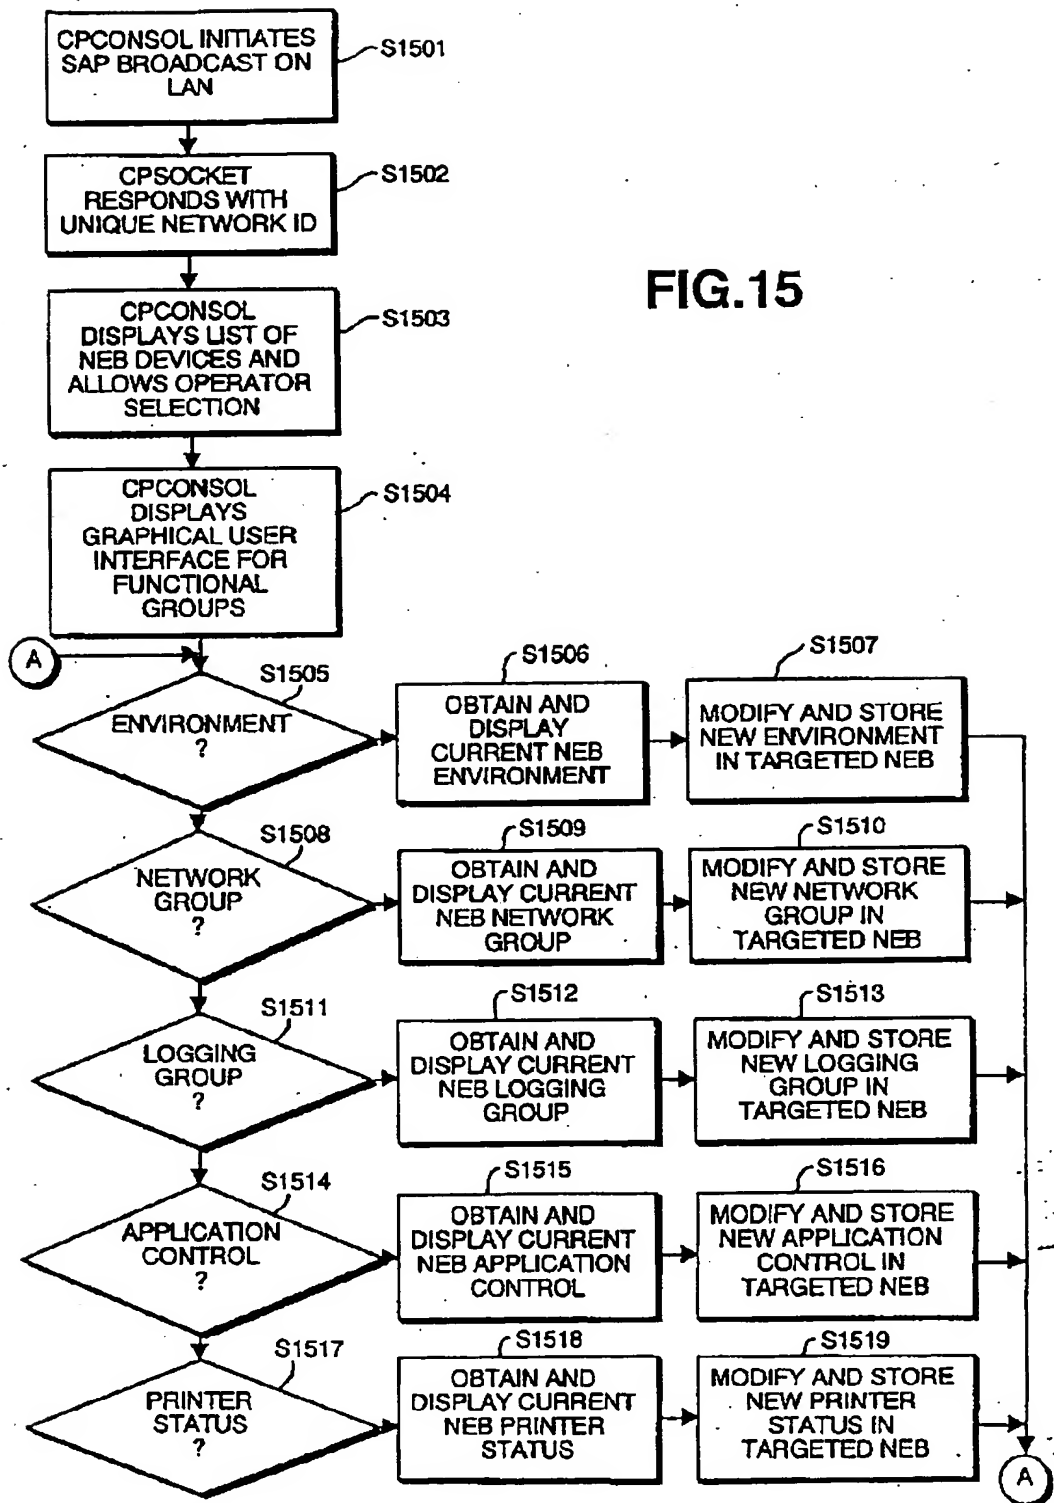 CPCONSOL INITIATES
SAP BROADCAST ON
LAN
S1501
CPSOCKET
RESPONDS WITH
UNIQUE NETWORK ID
S1502
FIG.15
CPCONSOL
DISPLAYS LIST OF
NEB DEVICES AND
ALLOWS OPERATOR
SELECTION
S1503
CPCONSOL
DISPLAYS
GRAPHICAL USER
INTERFACE FOR
FUNCTIONAL
GROUPS
S1504
A
ENVIRONMENT
?
S1505
OBTAIN AND
DISPLAY
CURRENT NEB
ENVIRONMENT
S1506
MODIFY AND STORE
NEW ENVIRONMENT
IN TARGETED NEB
S1507
NETWORK
GROUP
?
S1508
OBTAIN AND
DISPLAY CURRENT
NEB NETWORK
GROUP
S1509
MODIFY AND STORE
NEW NETWORK
GROUP IN
TARGETED NEB
S1510
LOGGING
GROUP
?
S1511
OBTAIN AND
DISPLAY CURRENT
NEB LOGGING
GROUP
S1512
MODIFY AND STORE
NEW LOGGING
GROUP IN
TARGETED NEB
S1513
APPLICATION
CONTROL
?
S1514
OBTAIN AND
DISPLAY CURRENT
NEB APPLICATION
CONTROL
S1515
MODIFY AND STORE
NEW APPLICATION
CONTROL IN
TARGETED NEB
S1516
PRINTER
STATUS
?
S1517
OBTAIN AND
DISPLAY CURRENT
NEB PRINTER
STATUS
S1518
MODIFY AND STORE
NEW PRINTER
STATUS IN
TARGETED NEB
S1519
A